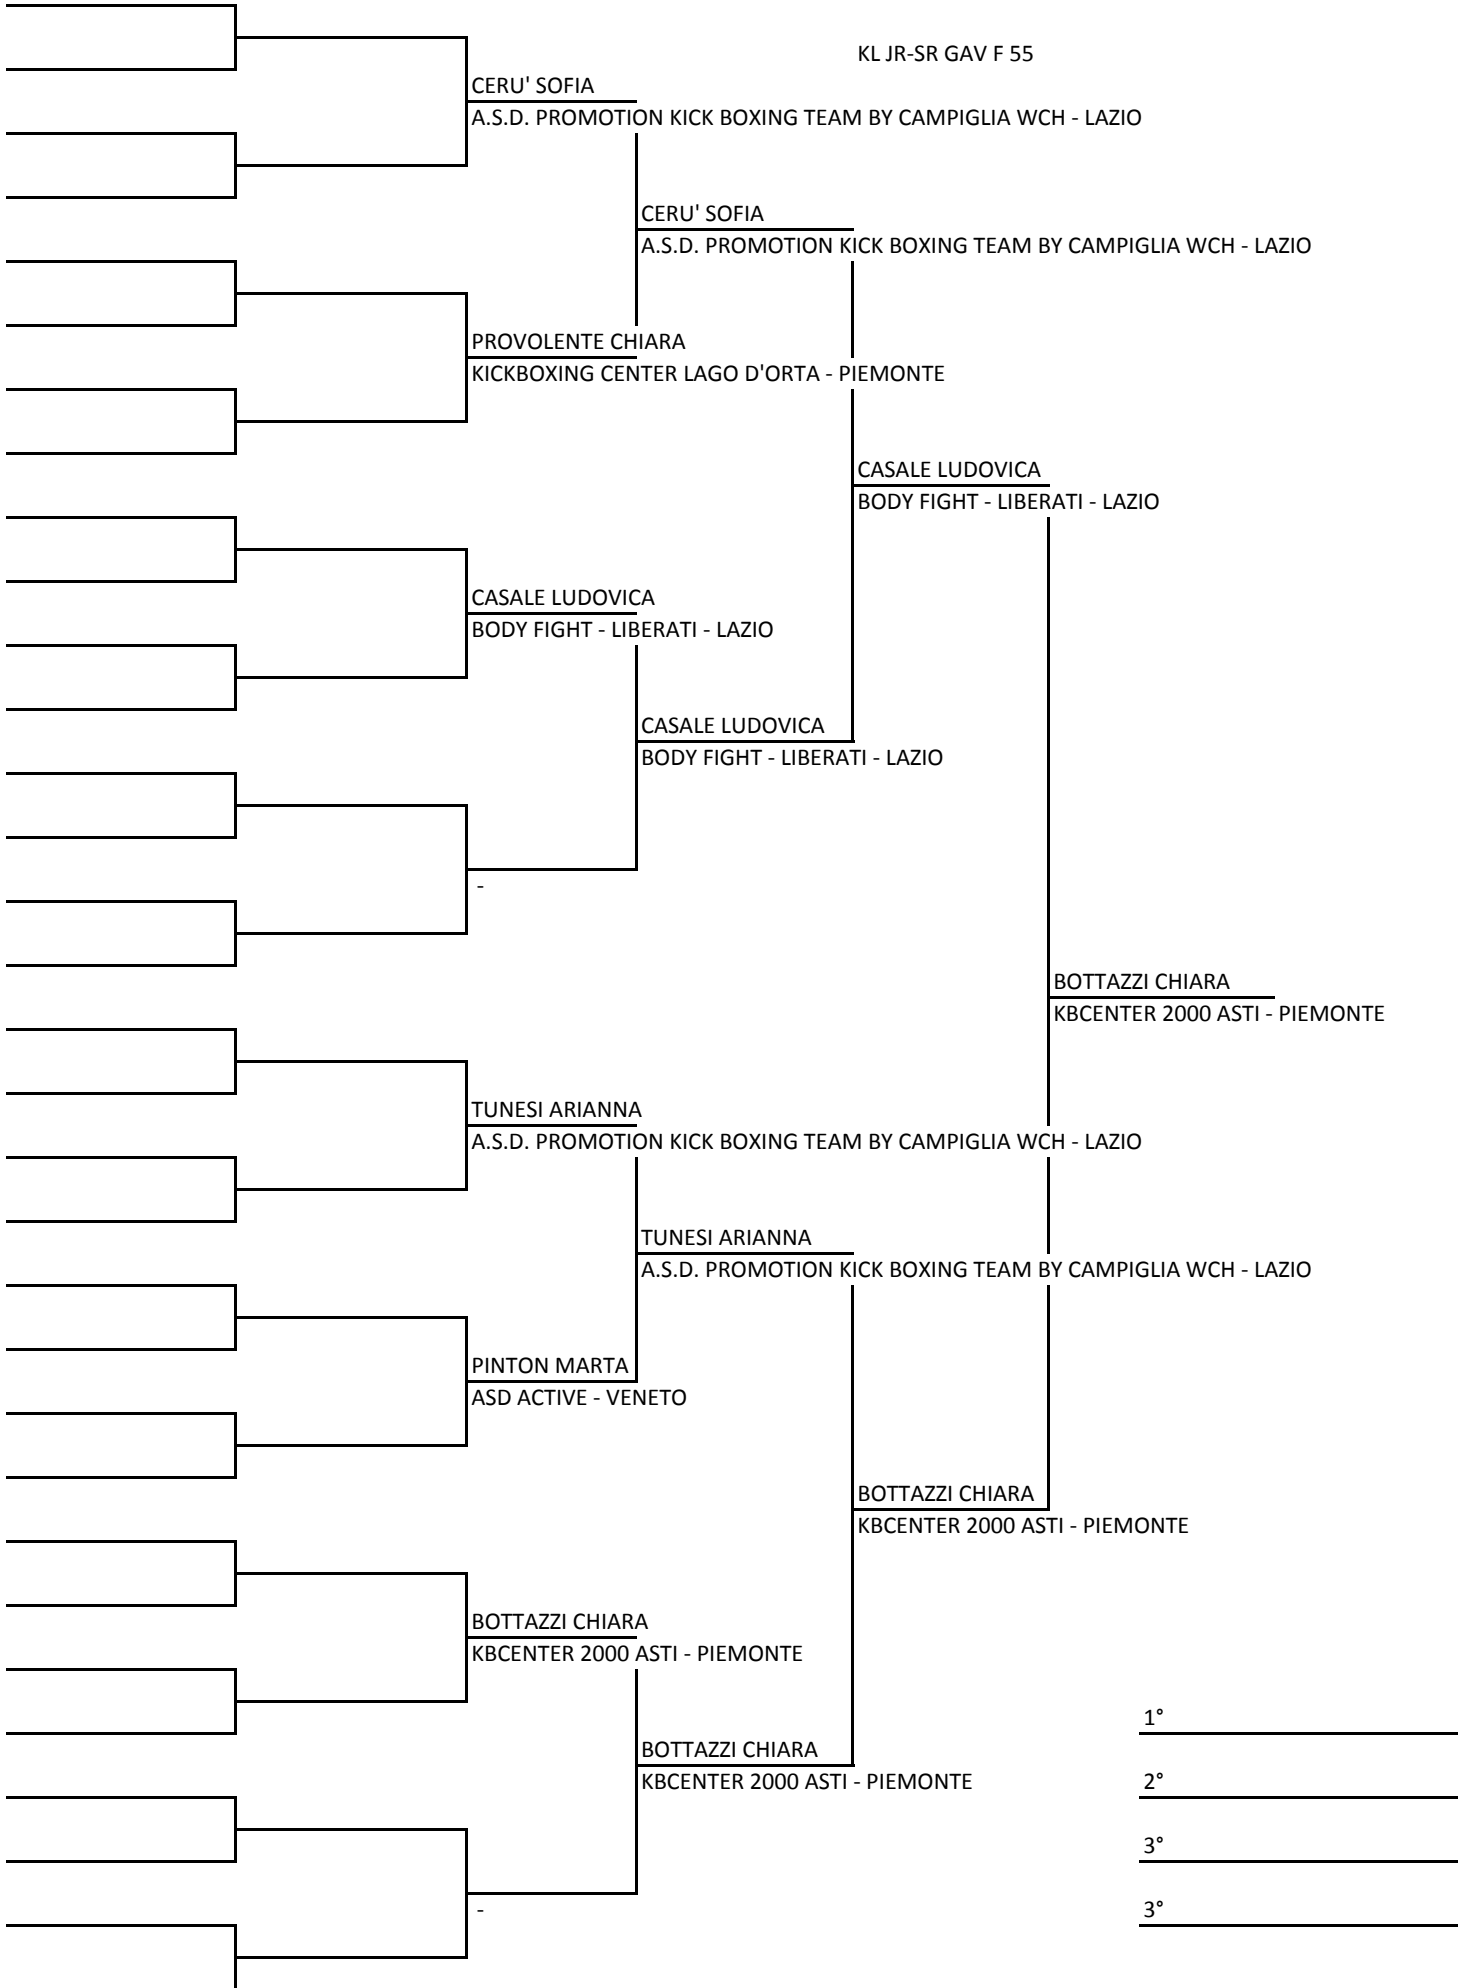 KL JR-SR GAV F 55
CERU' SOFIA
A.S.D. PROMOTION KICK BOXING TEAM BY CAMPIGLIA WCH - LAZIO
CERU' SOFIA
A.S.D. PROMOTION KICK BOXING TEAM BY CAMPIGLIA WCH - LAZIO
PROVOLENTE CHIARA
KICKBOXING CENTER LAGO D'ORTA - PIEMONTE
CASALE LUDOVICA
BODY FIGHT - LIBERATI - LAZIO
CASALE LUDOVICA
BODY FIGHT - LIBERATI - LAZIO
CASALE LUDOVICA
BODY FIGHT - LIBERATI - LAZIO
-
BOTTAZZI CHIARA
KBCENTER 2000 ASTI - PIEMONTE
TUNESI ARIANNA
A.S.D. PROMOTION KICK BOXING TEAM BY CAMPIGLIA WCH - LAZIO
TUNESI ARIANNA
A.S.D. PROMOTION KICK BOXING TEAM BY CAMPIGLIA WCH - LAZIO
PINTON MARTA
ASD ACTIVE - VENETO
BOTTAZZI CHIARA
KBCENTER 2000 ASTI - PIEMONTE
BOTTAZZI CHIARA
KBCENTER 2000 ASTI - PIEMONTE
1°
BOTTAZZI CHIARA
KBCENTER 2000 ASTI - PIEMONTE
2°
3°
-
3°